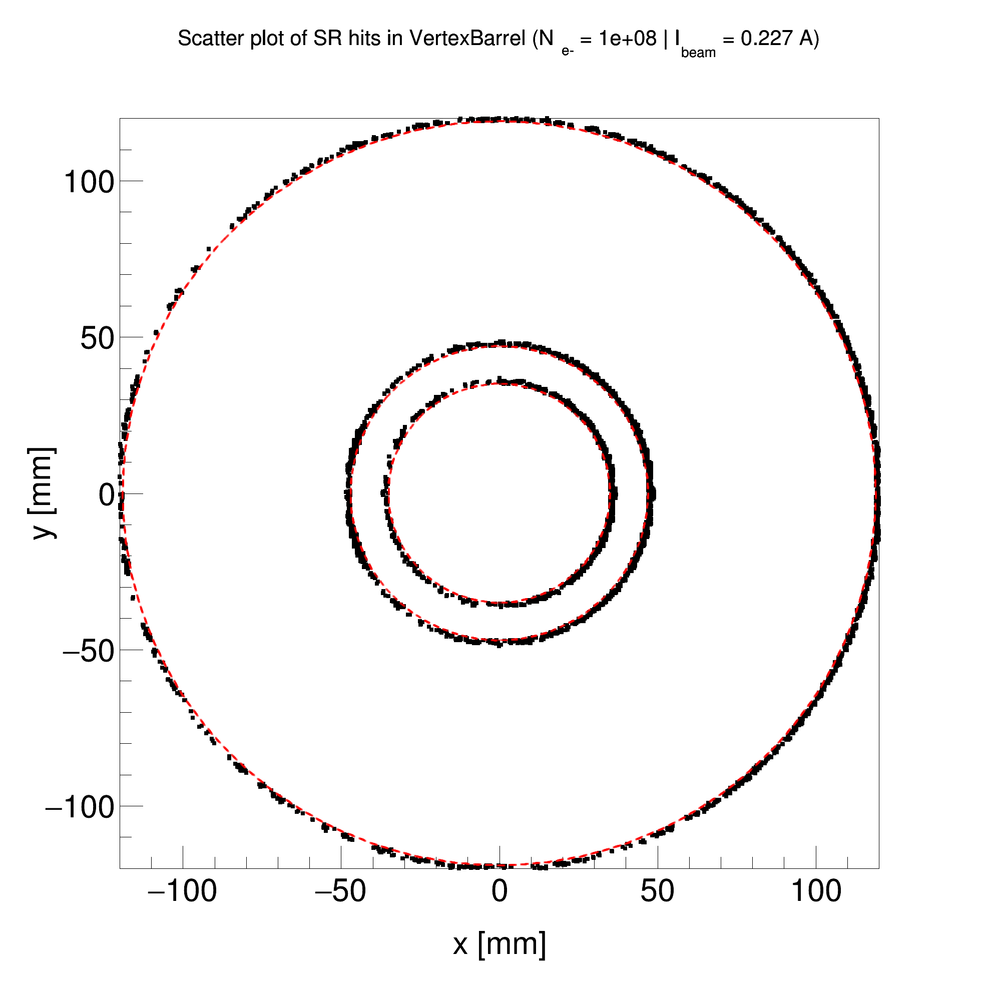 Scatter plot of SR hits in VertexBarrel (N e- = 1e+08 | I beam = 0.227 A)
100
50
0
−50
−100
y [mm]
−100 −50 0 50 100
x [mm]